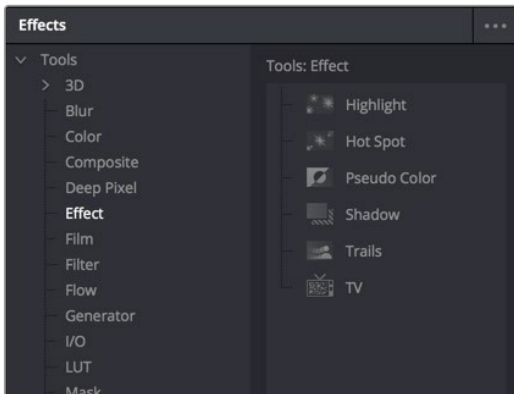 Effects
Tools
3D
Blur
Color
Composite
Deep Pixel
Effect
Film
Filter
Flow
Generator
I/O
LUT
Mask
Tools: Effect
Highlight
Hot Spot
Pseudo Color
Shadow
Trails
TV